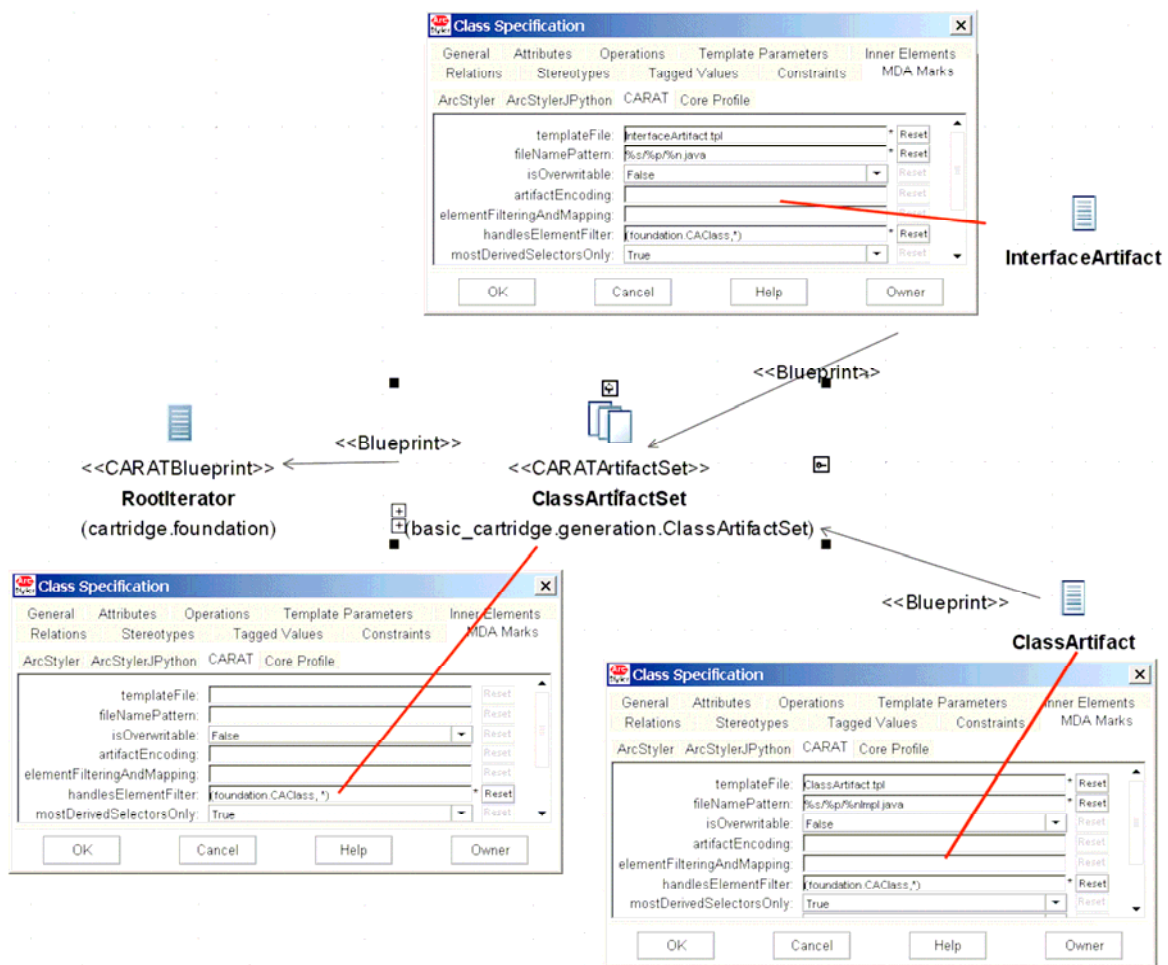 Class Specification
General Attributes Operations Template Parameters Inner Elements
Relations Stereotypes Tagged Values Constraints MDA Marks
ArcStyler ArcStylerJPython CARAT Core Profile
templateFile: InterfaceArtifact.tpl * Reset
fileNamePattern: %s/%p/%n.java * Reset
isOverwritable: False Reset
artifactEncoding: Reset
elementFilteringAndMapping: Reset
handlesElementFilter: (foundation.CAClass,*) * Reset
mostDerivedSelectorsOnly: True Reset
OK Cancel Help Owner
InterfaceArtifact
<<Blueprint>>
<<Blueprint>>
<<CARATBlueprint>>
RootIterator
(cartridge.foundation)
<<CARATArtifactSet>>
ClassArtifactSet
(basic_cartridge.generation.ClassArtifactSet)
<<Blueprint>>
ClassArtifact
Class Specification
General Attributes Operations Template Parameters Inner Elements
Relations Stereotypes Tagged Values Constraints MDA Marks
ArcStyler ArcStylerJPython CARAT Core Profile
templateFile: Reset
fileNamePattern: Reset
isOverwritable: False Reset
artifactEncoding: Reset
elementFilteringAndMapping: Reset
handlesElementFilter: (foundation.CAClass, *) * Reset
mostDerivedSelectorsOnly: True Reset
OK Cancel Help Owner
Class Specification
General Attributes Operations Template Parameters Inner Elements
Relations Stereotypes Tagged Values Constraints MDA Marks
ArcStyler ArcStylerJPython CARAT Core Profile
templateFile: ClassArtifact.tpl * Reset
fileNamePattern: %s/%p/%nImpl.java * Reset
isOverwritable: False Reset
artifactEncoding: Reset
elementFilteringAndMapping: Reset
handlesElementFilter: (foundation.CAClass,*) * Reset
mostDerivedSelectorsOnly: True Reset
OK Cancel Help Owner